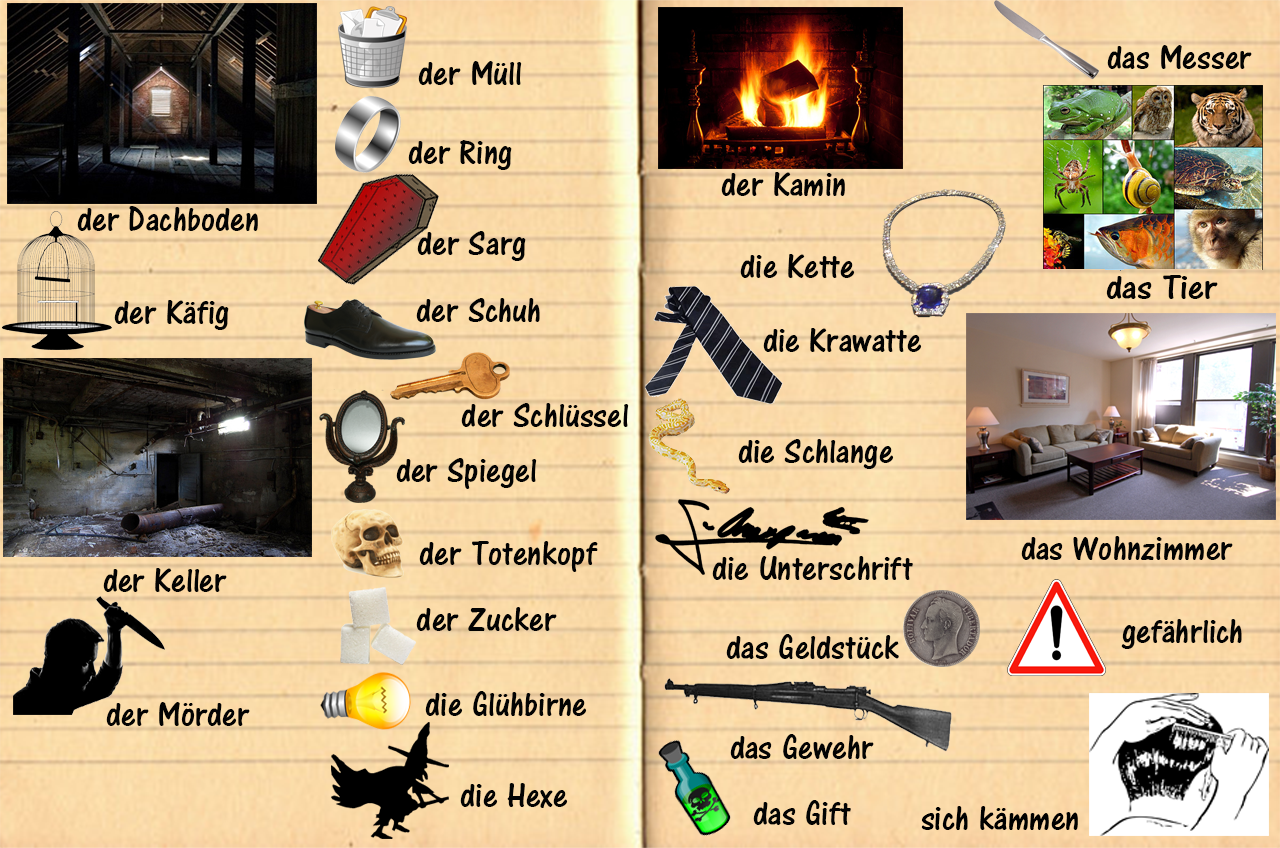 der Dachboden
der Käfig
der Keller
der Mörder
der Müll
der Ring
der Sarg
der Schuh
der Schlüssel
der Spiegel
der Totenkopf
der Zucker
die Glühbirne
die Hexe
der Kamin
die Kette
die Krawatte
die Schlange
die Unterschrift
das Geldstück
BOLIVAR
LIBERTADOR
das Gewehr
das Gift
das Messer
das Tier
das Wohnzimmer
gefährlich
sich kämmen